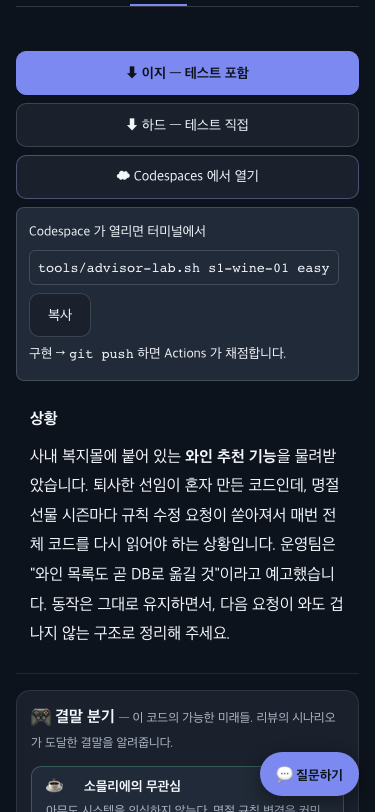 ⬇ 이지 — 테스트 포함
⬇ 하드 — 테스트 직접
Codespaces 에서 열기
Codespace 가 열리면 터미널에서
tools/advisor-lab.sh s1-wine-01 easy
복사
구현 → git push 하면 Actions 가 채점합니다.
상황
사내 복지몰에 붙어 있는 와인 추천 기능을 물려받
았습니다. 퇴사한 선임이 혼자 만든 코드인데, 명절
선물 시즌마다 규칙 수정 요청이 쏟아져서 매번 전
체 코드를 다시 읽어야 하는 상황입니다. 운영팀은
"와인 목록도 곧 DB로 옮길 것"이라고 예고했습니
다. 동작은 그대로 유지하면서, 다음 요청이 와도 겁
나지 않는 구조로 정리해 주세요.
🎮 결말 분기 — 이 코드의 가능한 미래들. 리뷰의 시나리오
가 도달한 결말을 알려줍니다.
☕ 소믈리에의 무관심
💬 질문하기